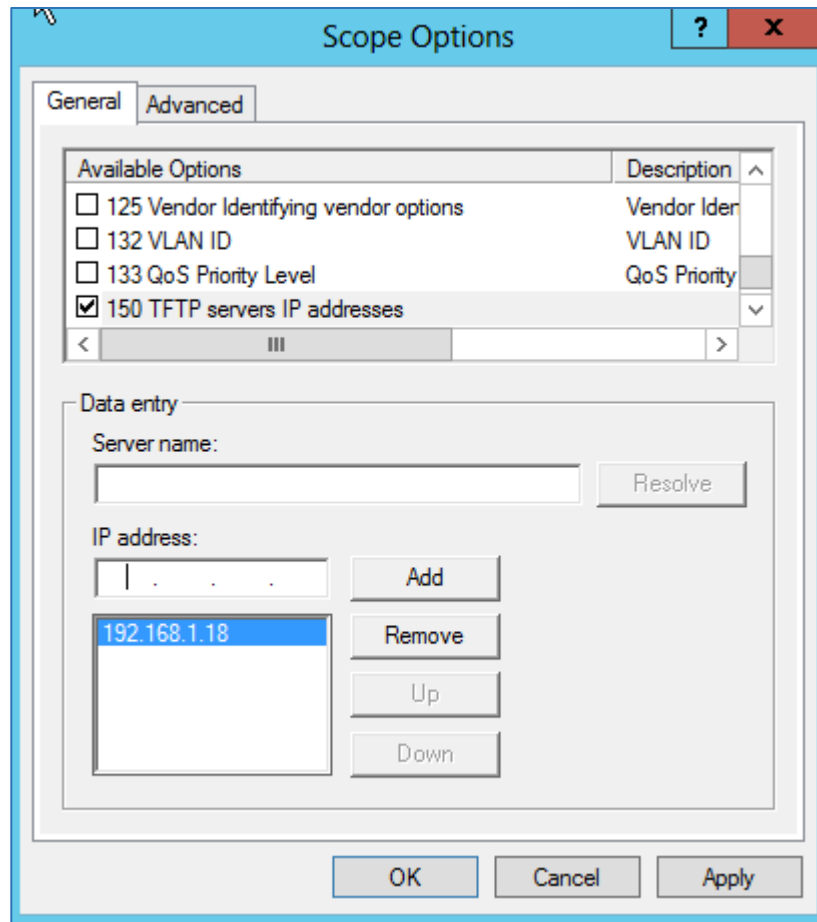 Scope Options
? x
General Advanced
Available Options Description
125 Vendor Identifying vendor options Vendor Iden
132 VLAN ID VLAN ID
133 QoS Priority Level QoS Priority
150 TFTP servers IP addresses
Data entry
Server name:
Resolve
IP address:
. . .
Add
192.168.1.18
Remove
Up
Down
OK Cancel Apply